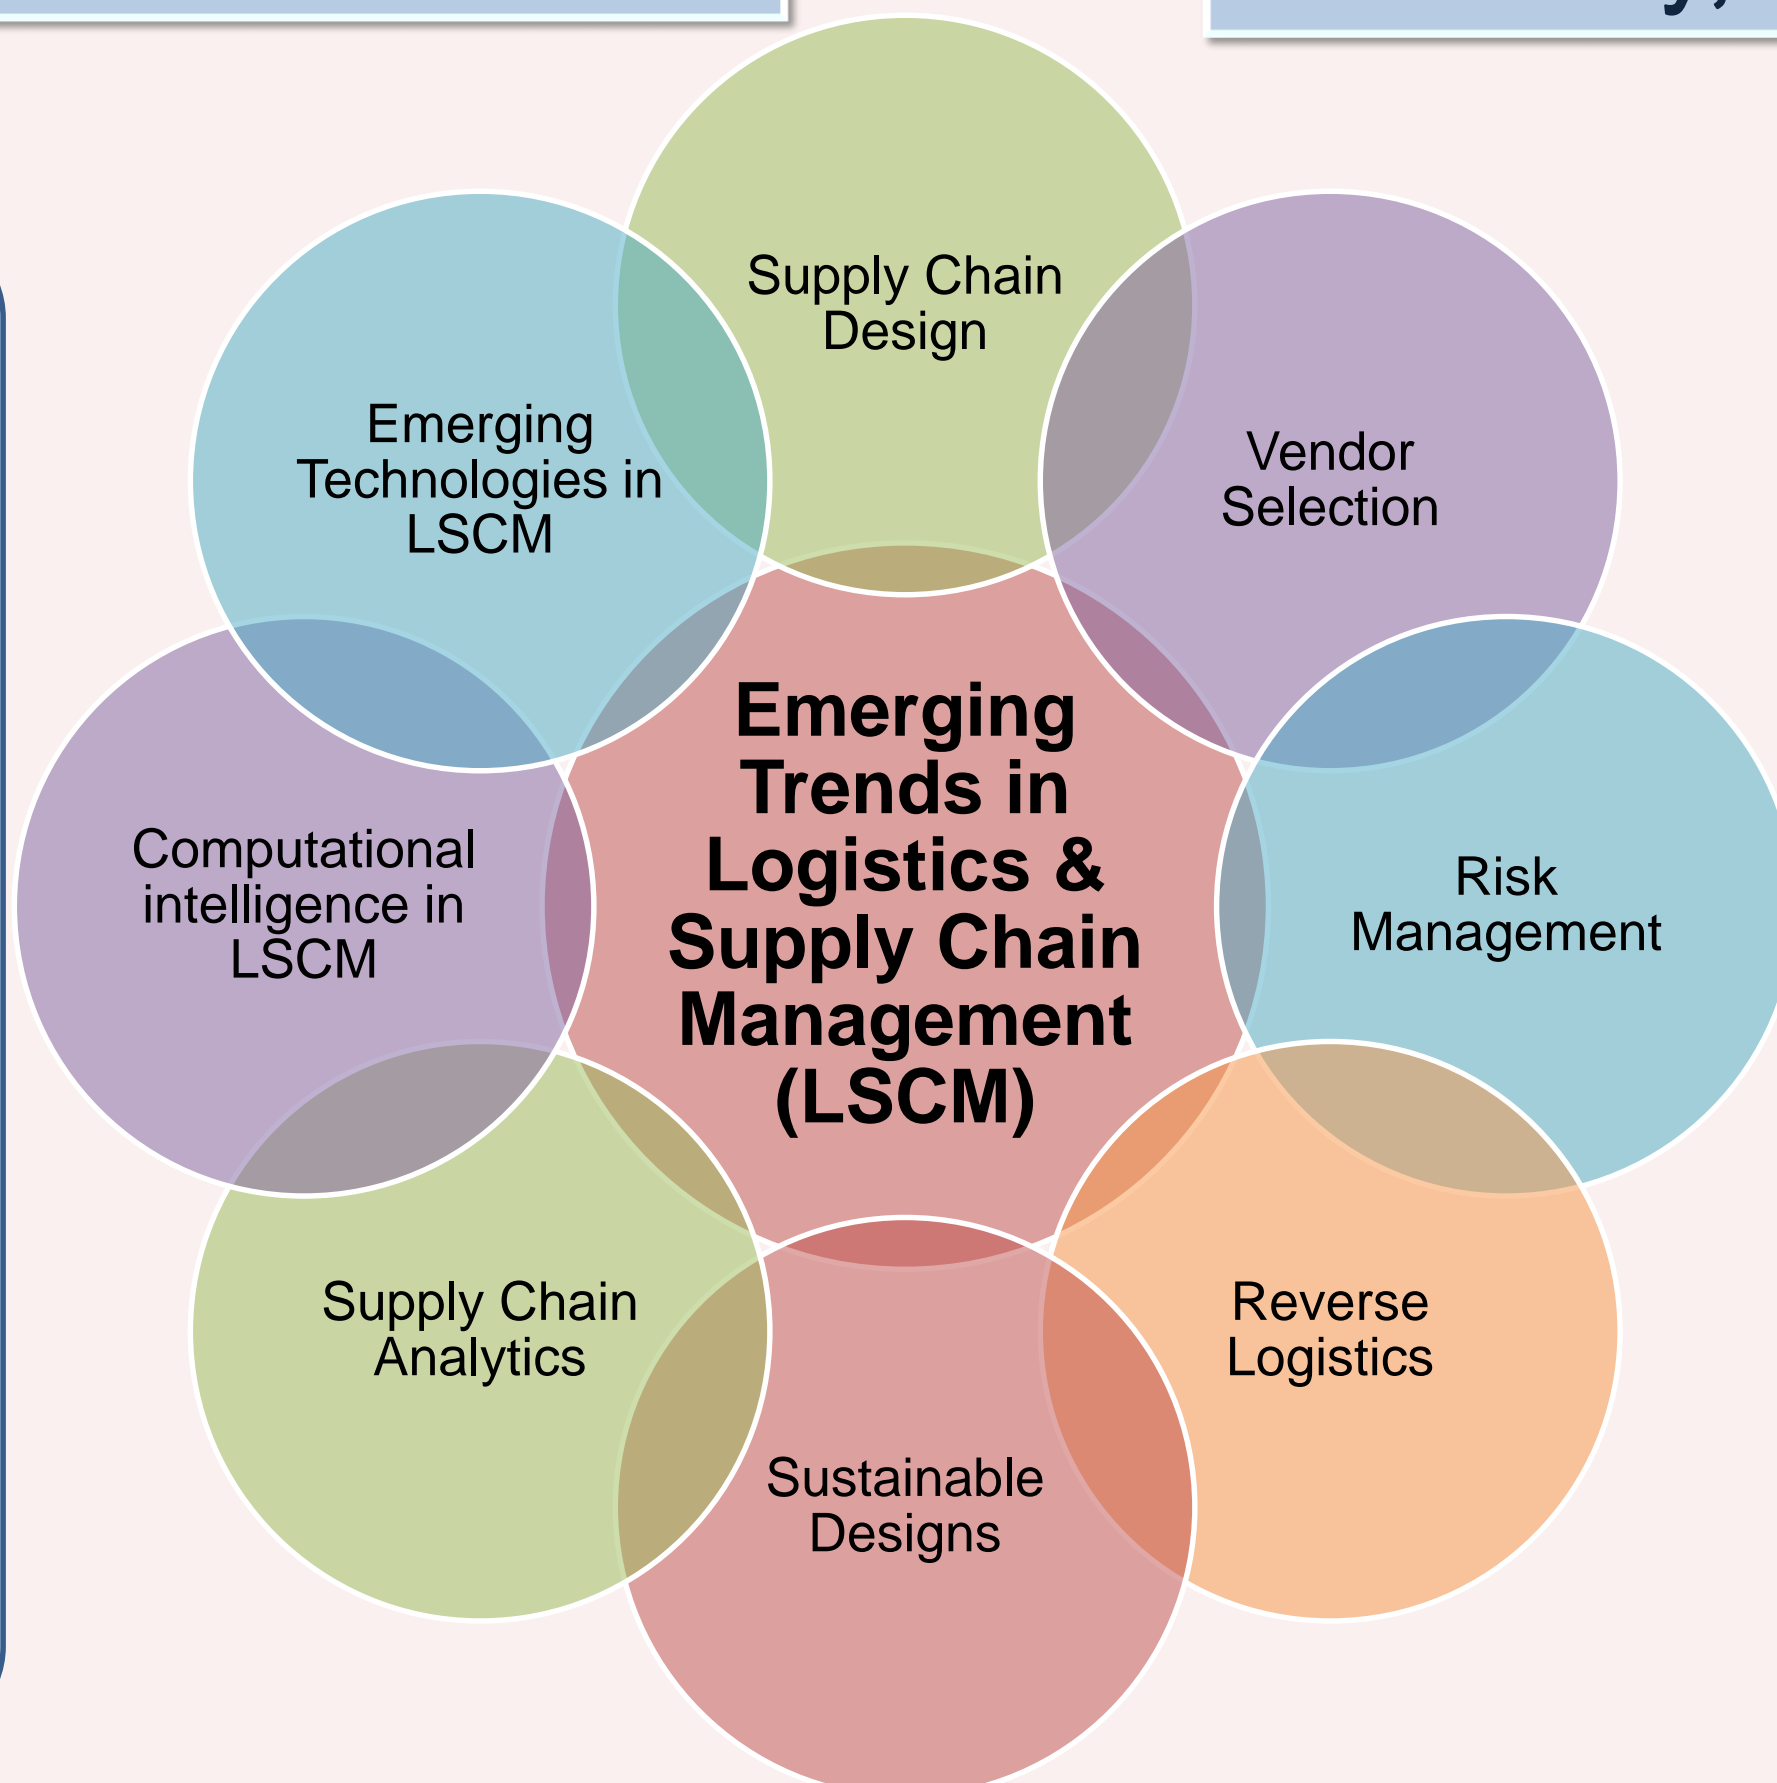 Supply Chain
Design
Vendor
Selection
Risk
Management
Reverse
Logistics
Sustainable
Designs
Supply Chain
Analytics
Computational
intelligence in
LSCM
Emerging
Technologies in
LSCM
Emerging
Trends in
Logistics &
Supply Chain
Management
(LSCM)